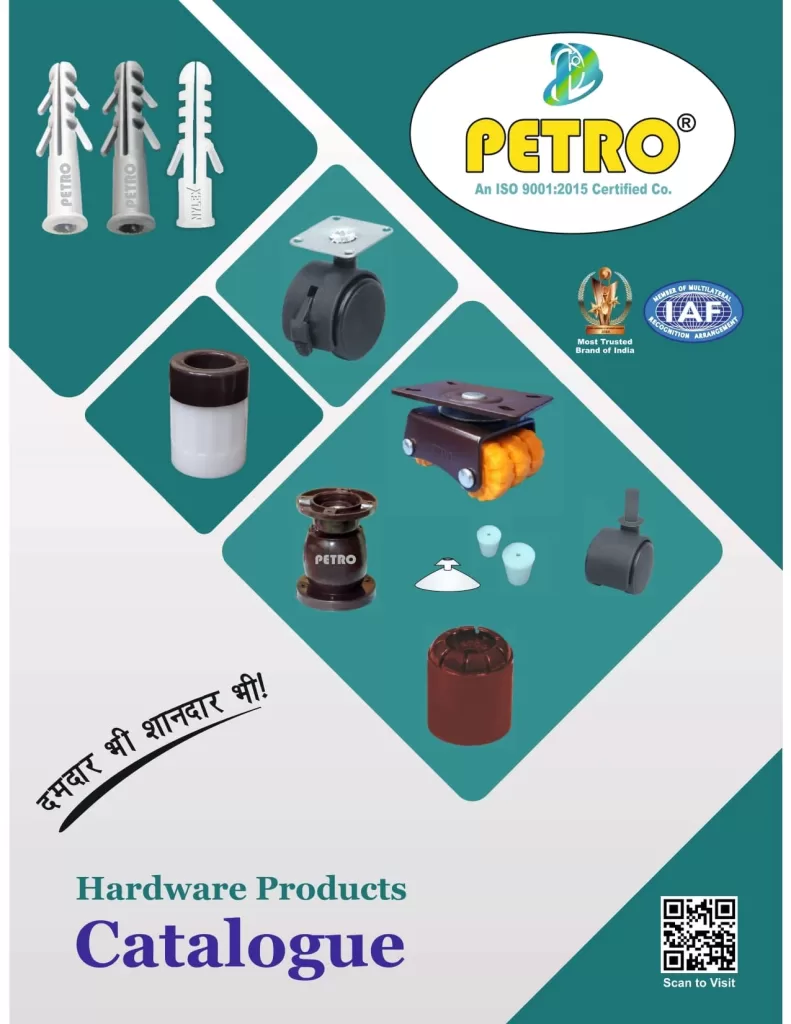 PETRO
PETRO
NYLEX
PETRO®
An ISO 9001:2015 Certified Co.
Most Trusted
Brand of India
MEMBER OF MULTILATERAL
IAF
RECOGNITION ARRANGEMENT
PETRO
दमदार भी शानदार भी!
Hardware Products
Catalogue
Scan to Visit